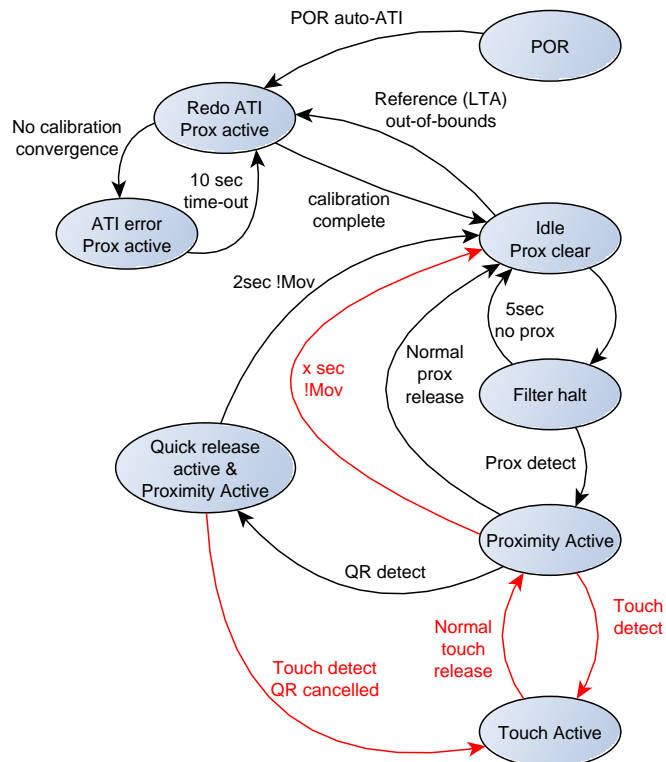 POR auto-ATI
POR
Redo ATI
Prox active
Reference (LTA)
out-of-bounds
No calibration
convergence
10 sec
time-out
calibration
complete
ATI error
Prox active
Idle
Prox clear
2sec !Mov
5sec
no prox
x sec
!Mov
Normal
prox
release
Filter halt
Quick release
active &
Proximity Active
Prox detect
Proximity Active
QR detect
Touch
detect
Normal
touch
release
Touch detect
QR cancelled
Touch Active